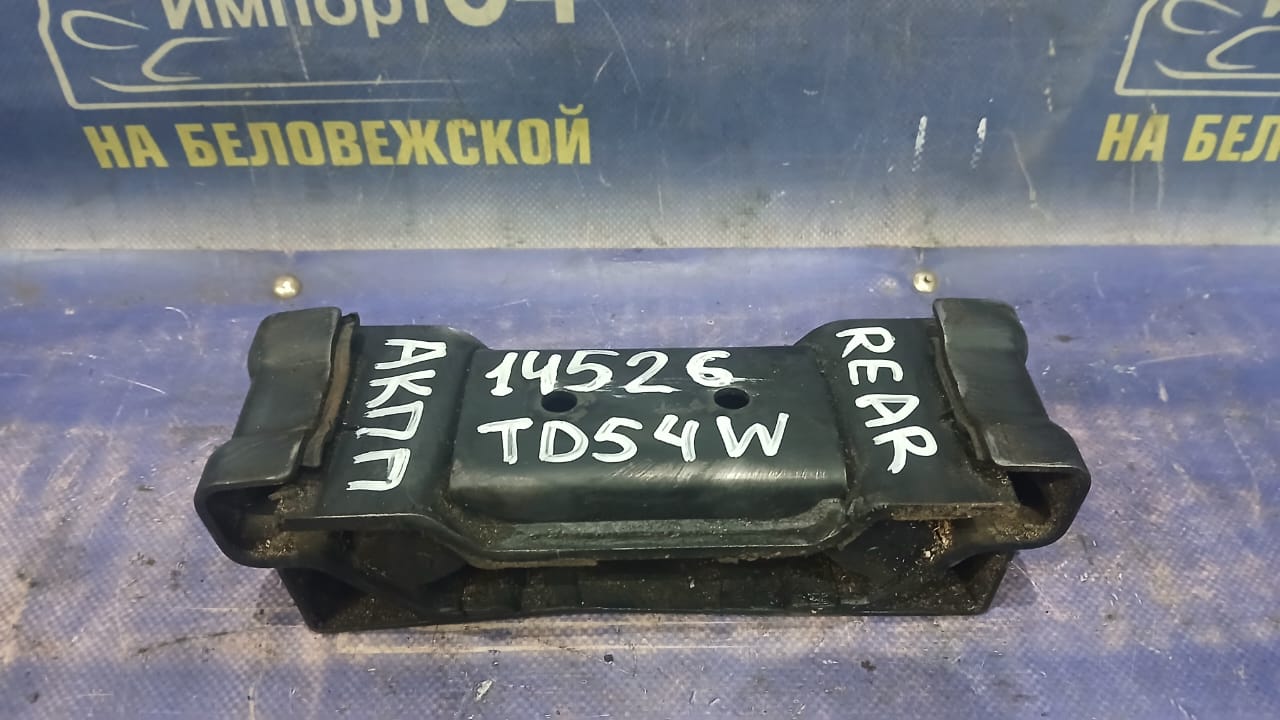 Импорт64
НА БЕЛОВЕЖСКОЙ
НА БЕЛ
АКПП
14526
TD54W
REAR